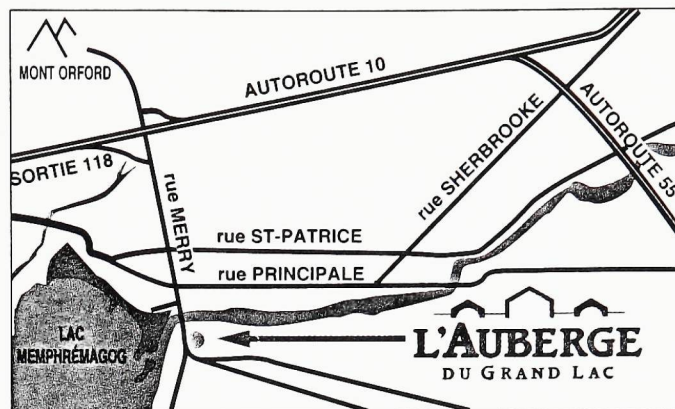 MONT ORFORD
AUTOROUTE 10
SORTIE 118
rue SHERBROOKE
AUTOROUTE 55
rue MERRY
rue ST-PATRICE
rue PRINCIPALE
LAC
MEMPHRÉMAGOG
L'AUBERGE
DU GRAND LAC